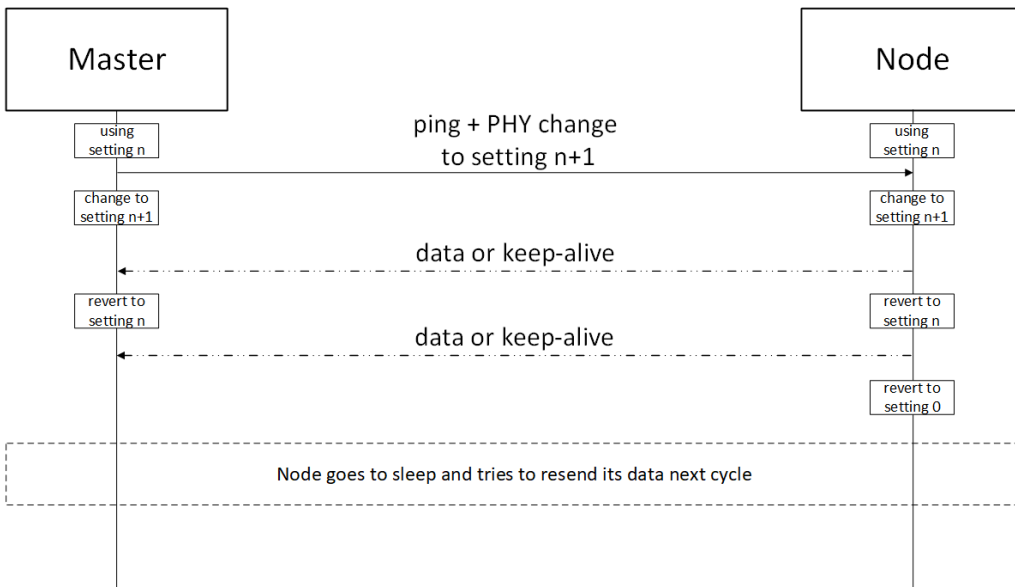 Master
Node
using
setting n
ping + PHY change
to setting n+1
using
setting n
change to
setting n+1
change to
setting n+1
data or keep-alive
revert to
setting n
revert to
setting n
data or keep-alive
revert to
setting 0
Node goes to sleep and tries to resend its data next cycle